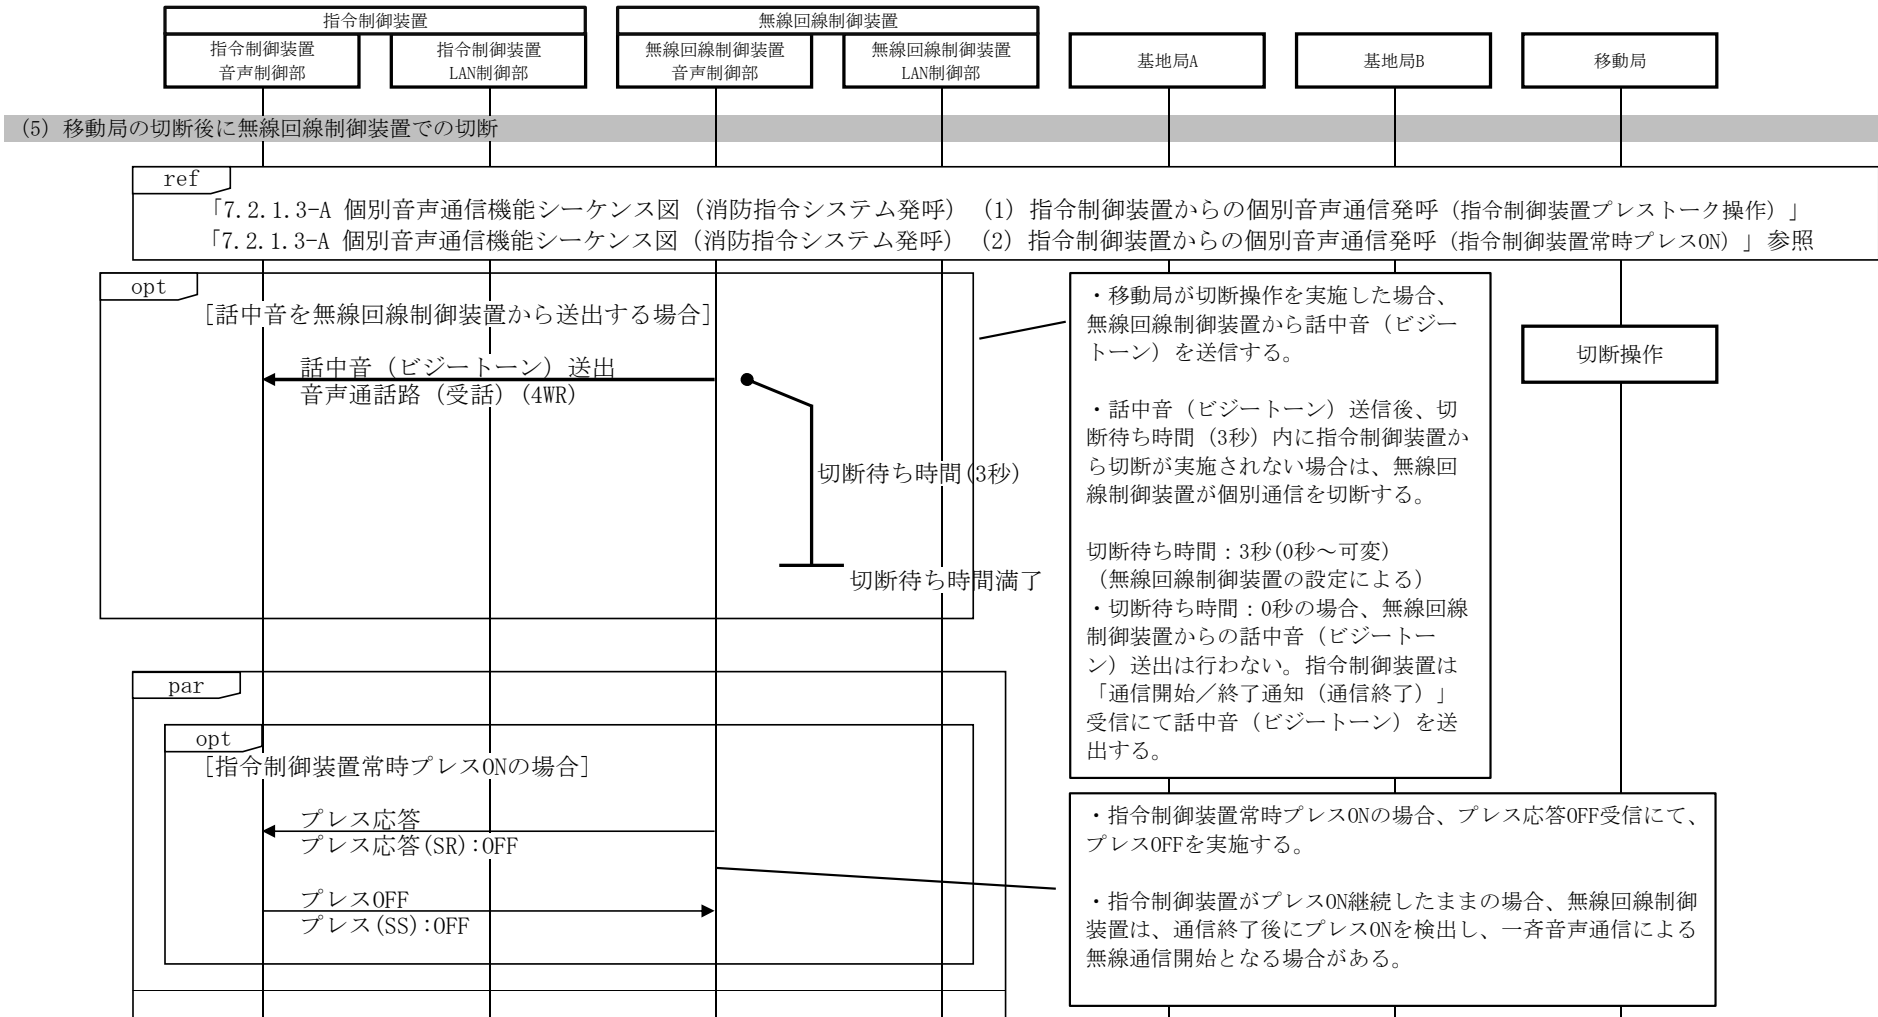 指令制御装置
無線回線制御装置
指令制御装置
音声制御部
指令制御装置
LAN制御部
無線回線制御装置
音声制御部
無線回線制御装置
LAN制御部
基地局A
基地局B
移動局
(5) 移動局の切断後に無線回線制御装置での切断
ref
「7.2.1.3-A 個別音声通信機能シーケンス図（消防指令システム発呼）（1）指令制御装置からの個別音声通信発呼（指令制御装置プレストーク操作）」
「7.2.1.3-A 個別音声通信機能シーケンス図（消防指令システム発呼）（2）指令制御装置からの個別音声通信発呼（指令制御装置常時プレスON）」参照
opt
[話中音を無線回線制御装置から送出する場合]
話中音（ビジートーン）送出
音声通話路（受話）(4WR)
切断待ち時間(3秒)
切断待ち時間満了
・移動局が切断操作を実施した場合、
無線回線制御装置から話中音（ビジー
トーン）を送信する。
・話中音（ビジートーン）送信後、切
断待ち時間（3秒）内に指令制御装置か
ら切断が実施されない場合は、無線回
線制御装置が個別通信を切断する。
切断待ち時間：3秒(0秒～可変)
（無線回線制御装置の設定による）
・切断待ち時間：0秒の場合、無線回線
制御装置からの話中音（ビジートー
ン）送出は行わない。指令制御装置は
「通信開始／終了通知（通信終了）」
受信にて話中音（ビジートーン）を送
出する。
切断操作
par
opt
[指令制御装置常時プレスONの場合]
プレス応答
プレス応答(SR):OFF
プレスOFF
プレス(SS):OFF
・指令制御装置常時プレスONの場合、プレス応答OFF受信にて、
プレスOFFを実施する。
・指令制御装置がプレスON継続したままの場合、無線回線制御
装置は、通信終了後にプレスONを検出し、一斉音声通信による
無線通信開始となる場合がある。